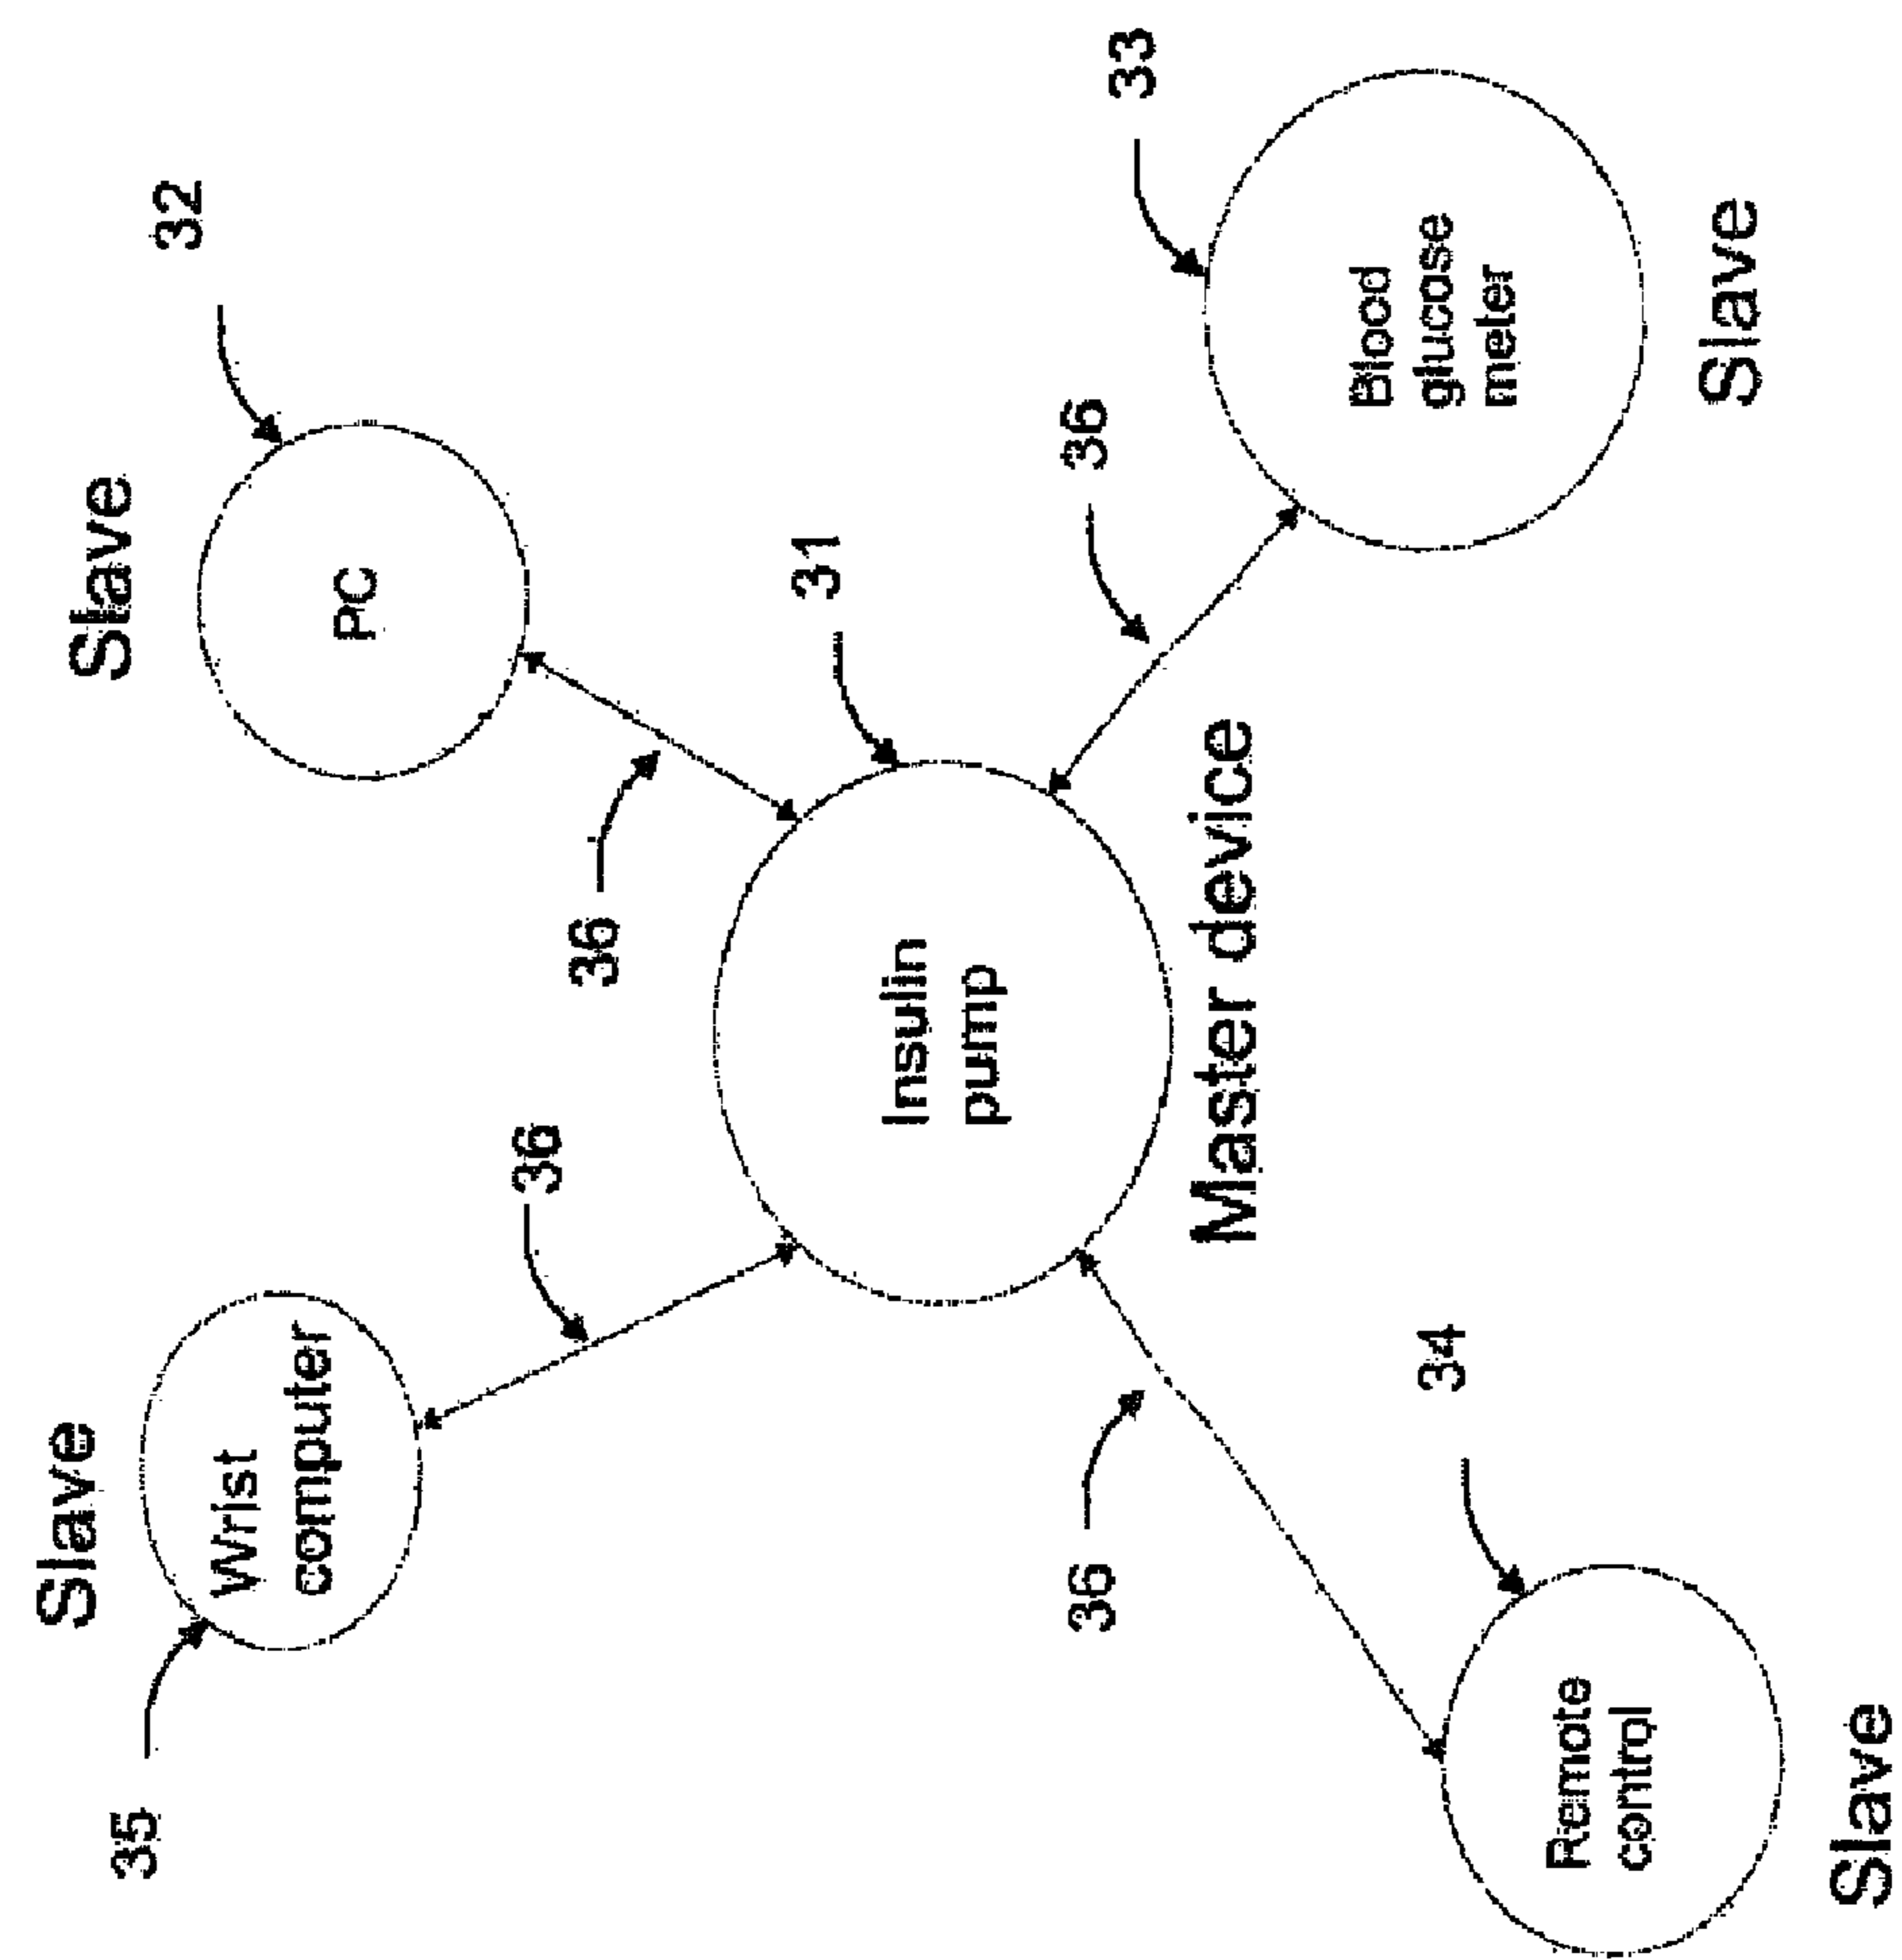 Slave
Slave
35
32
Wrist
computer
PC
36
36
31
Insulin
pump
36
36
33
Master device
Blood
glucose
meter
34
Remote
control
Slave
Slave